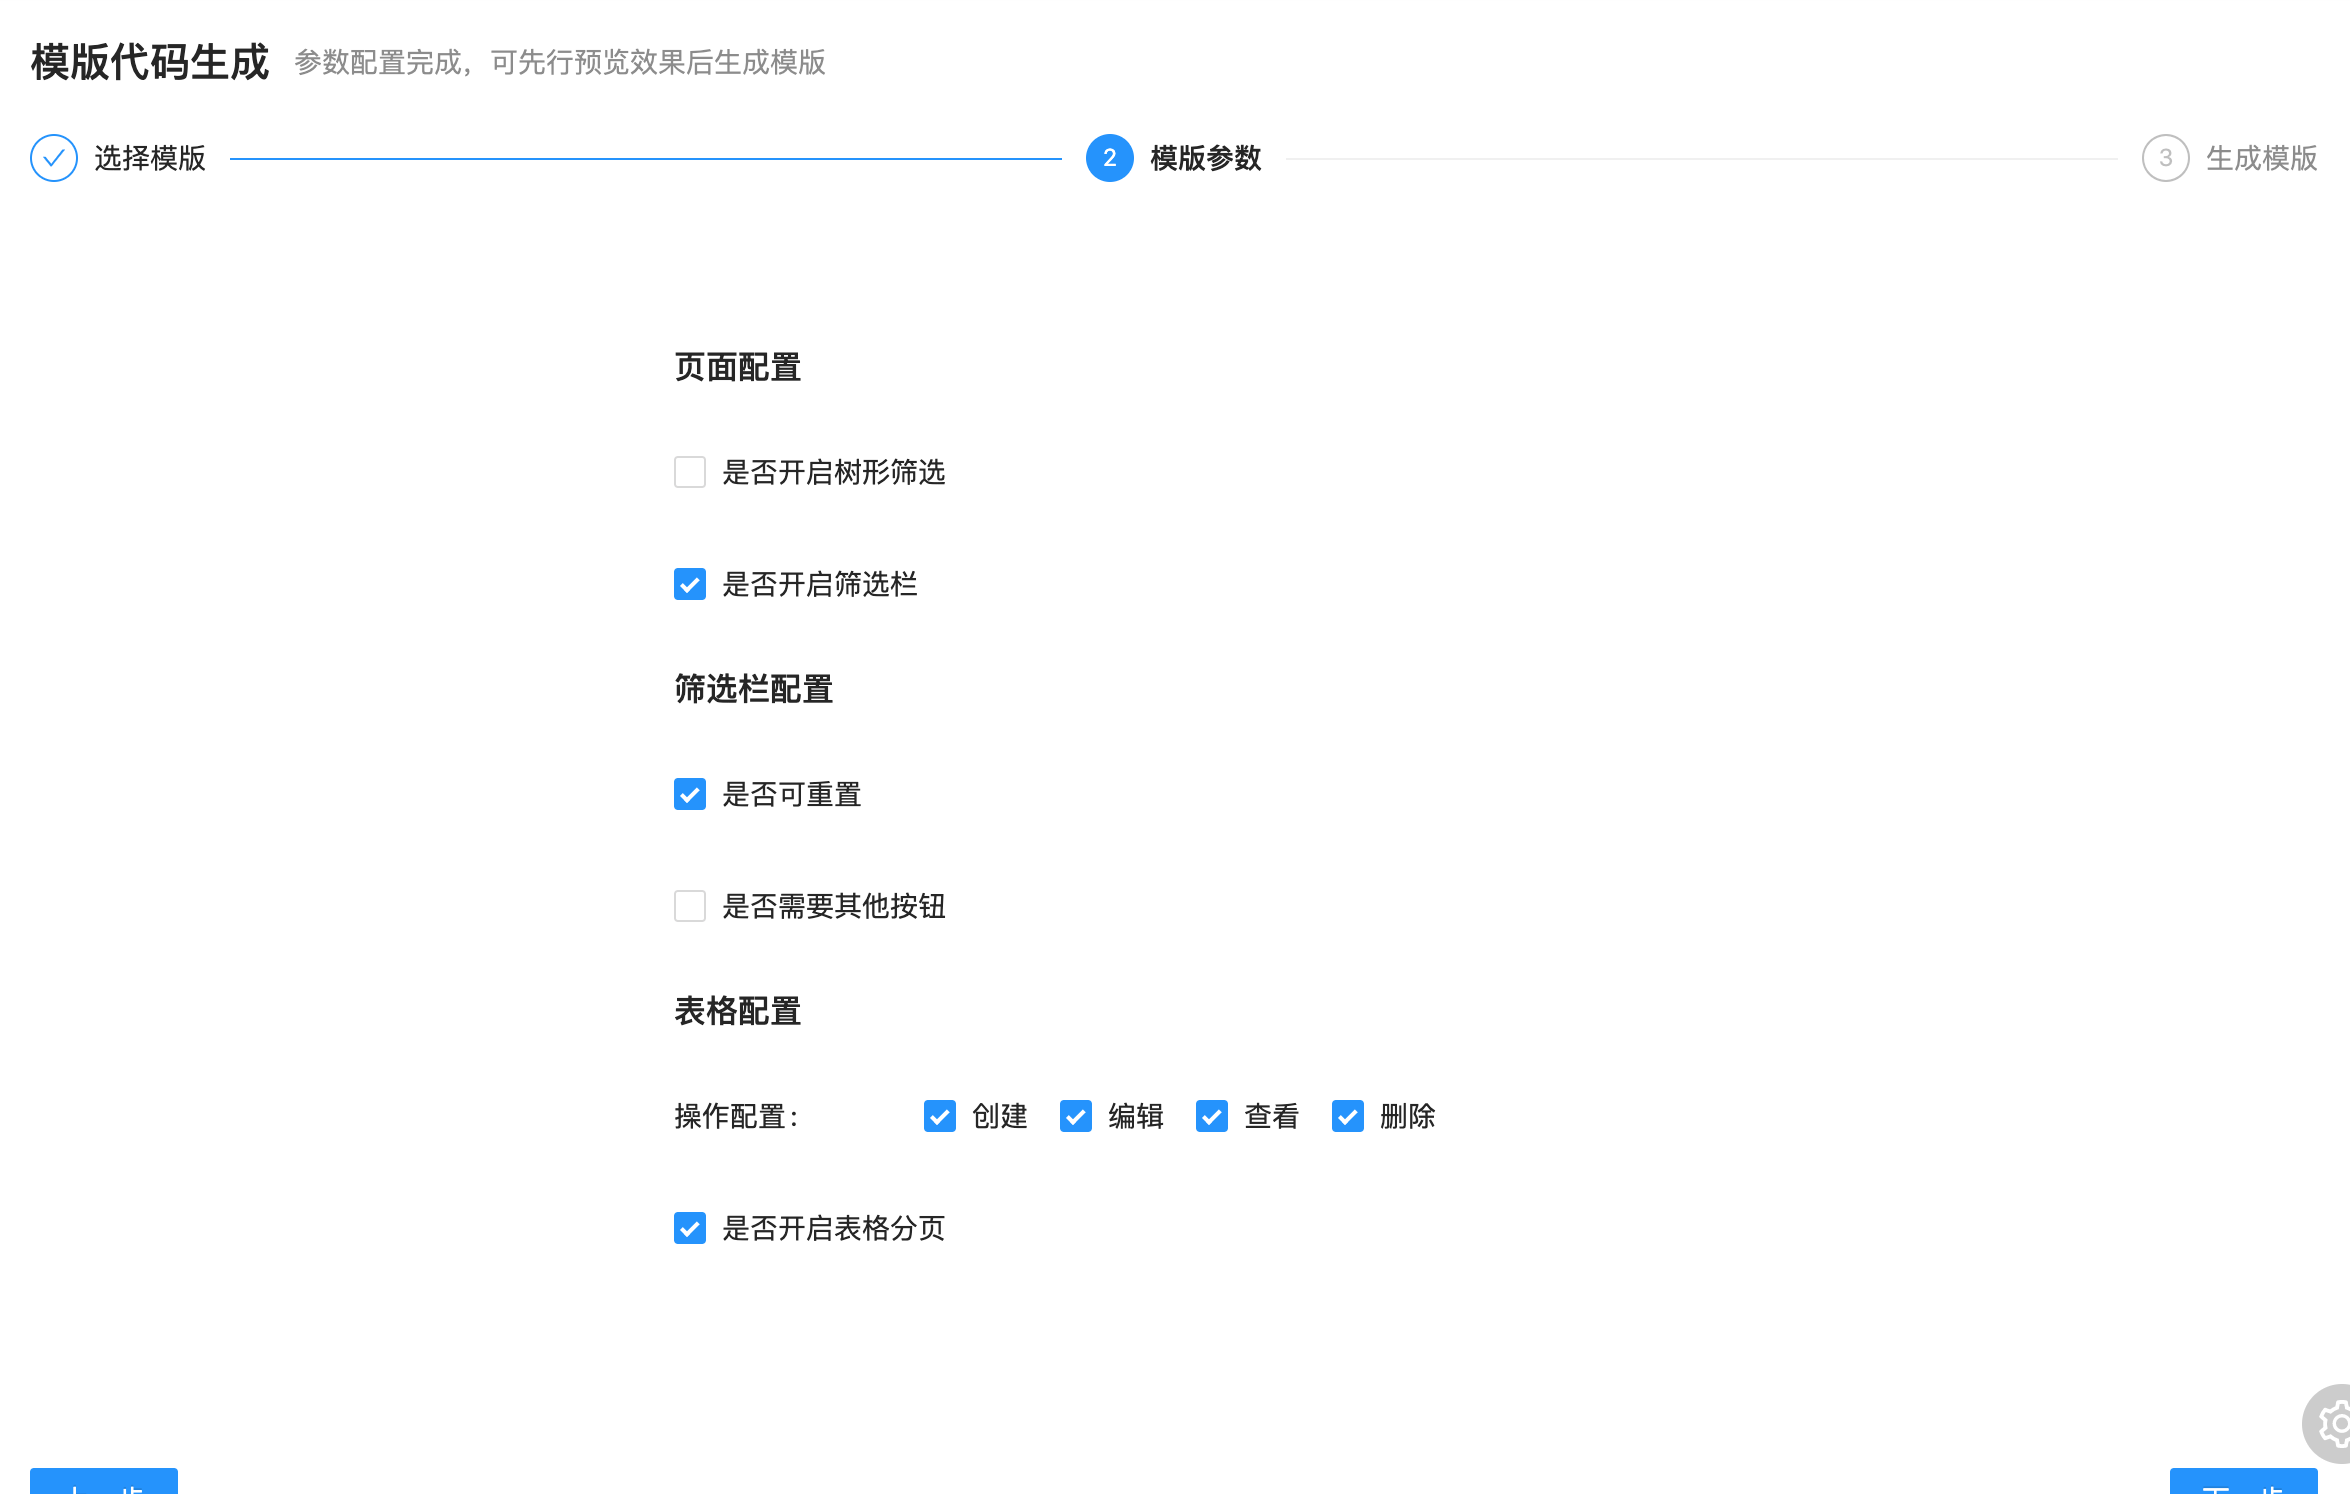 模版代码生成 参数配置完成，可先行预览效果后生成模版
选择模版 2 模版参数 3 生成模版
页面配置
是否开启树形筛选
是否开启筛选栏
筛选栏配置
是否可重置
是否需要其他按钮
表格配置
操作配置: 创建 编辑 查看 删除
是否开启表格分页